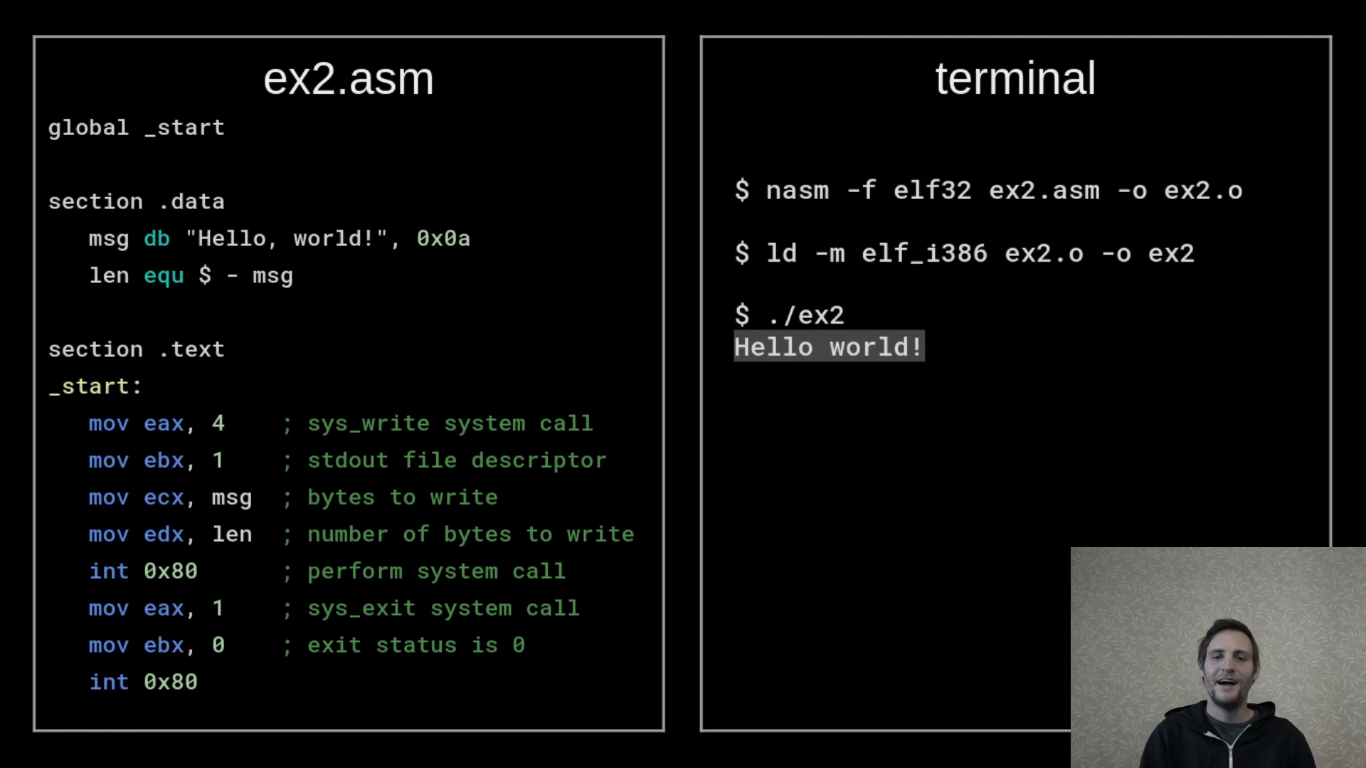 ex2.asm
global _start
section .data
msg db "Hello, world!", 0x0a
len equ $ - msg
section .text
_start:
mov eax, 4 ; sys_write system call
mov ebx, 1 ; stdout file descriptor
mov ecx, msg ; bytes to write
mov edx, len ; number of bytes to write
int 0x80 ; perform system call
mov eax, 1 ; sys_exit system call
mov ebx, 0 ; exit status is 0
int 0x80
terminal
$ nasm -f elf32 ex2.asm -o ex2.o
$ ld -m elf_i386 ex2.o -o ex2
$ ./ex2
Hello world!